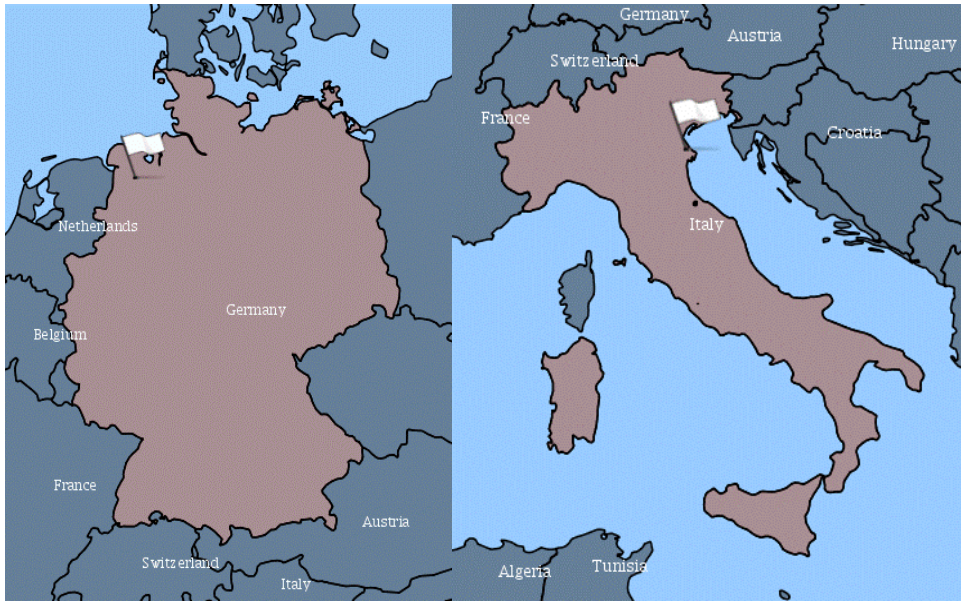 Netherlands
Germany
Belgium
France
Austria
Switzerland
Italy
Germany
Austria
Hungary
Switzerland
France
Croatia
Italy
Algeria
Tunisia